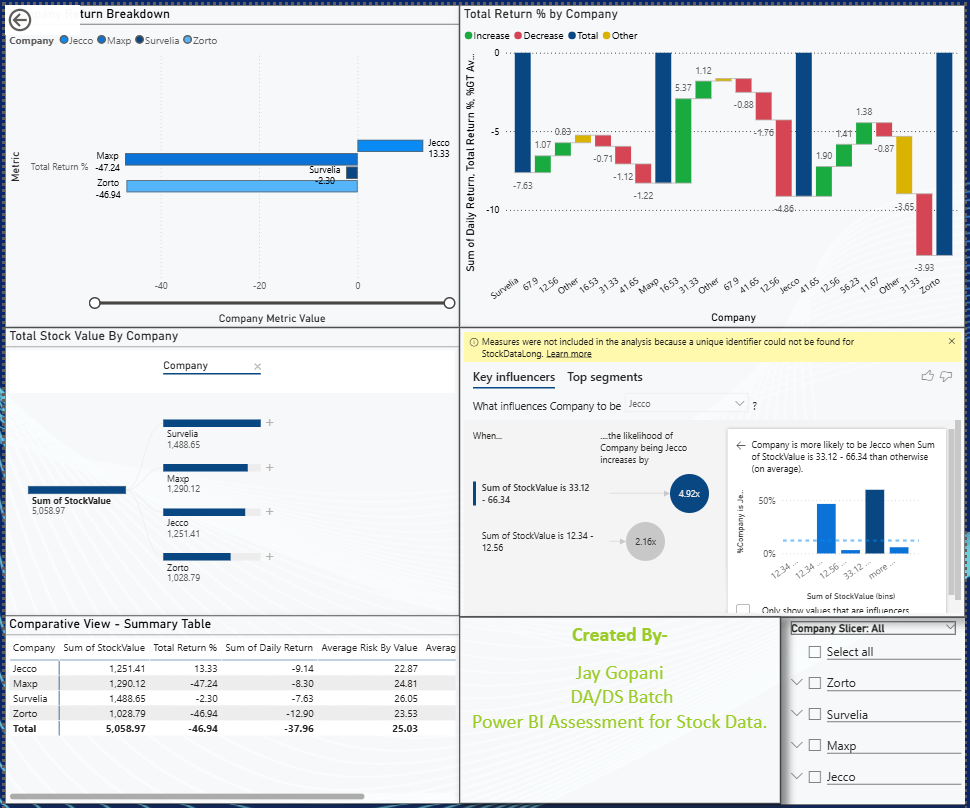 turn Breakdown
Company Jecco Maxp Survelia Zorto
Metric
Total Return %
Jecco
13.33
Maxp
-47.24
Survelia
-2.30
Zorto
-46.94
-40 -20 0
Company Metric Value
Total Return % by Company
Increase Decrease Total Other
Sum of Daily Return, Total Return %, %GT Av...
0
-5
-10
-7.63
1.07
0.83
-0.71
-1.12
-1.22
5.37
1.12
-0.88
-1.76
-4.86
1.90
1.41
1.38
-0.87
-3.65
-3.93
Survelia 67.9 12.56 Other 16.53 31.33 41.65 Maxp 16.53 31.33 Other 67.9 41.65 12.56 Jecco 41.65 12.56 56.23 11.67 Other 31.33 Zorto
Company
Total Stock Value By Company
Company ×
Sum of StockValue
5,058.97
Survelia
1,488.65
Maxp
1,290.12
Jecco
1,251.41
Zorto
1,028.79
Measures were not included in the analysis because a unique identifier could not be found for
StockDataLong. Learn more
Key influencers Top segments
What influences Company to be Jecco ?
When...
...the likelihood of
Company being Jecco
increases by
Sum of StockValue is 33.12
- 66.34
4.92x
Sum of StockValue is 12.34 -
12.56
2.16x
Company is more likely to be Jecco when Sum
of StockValue is 33.12 - 66.34 than otherwise
(on average).
%Company is Je...
50%
0%
12.34 ... 12.34 ... 12.56 ... 33.12 ... more ...
Sum of StockValue (bins)
Only show values that are influencers
Comparative View - Summary Table
Company Sum of StockValue Total Return % Sum of Daily Return Average Risk By Value Averag
Jecco 1,251.41 13.33 -9.14 22.87
Maxp 1,290.12 -47.24 -8.30 24.81
Survelia 1,488.65 -2.30 -7.63 26.05
Zorto 1,028.79 -46.94 -12.90 23.53
Total 5,058.97 -46.94 -37.96 25.03
Created By-
Jay Gopani
DA/DS Batch
Power BI Assessment for Stock Data.
Company Slicer: All
Select all
Zorto
Survelia
Maxp
Jecco